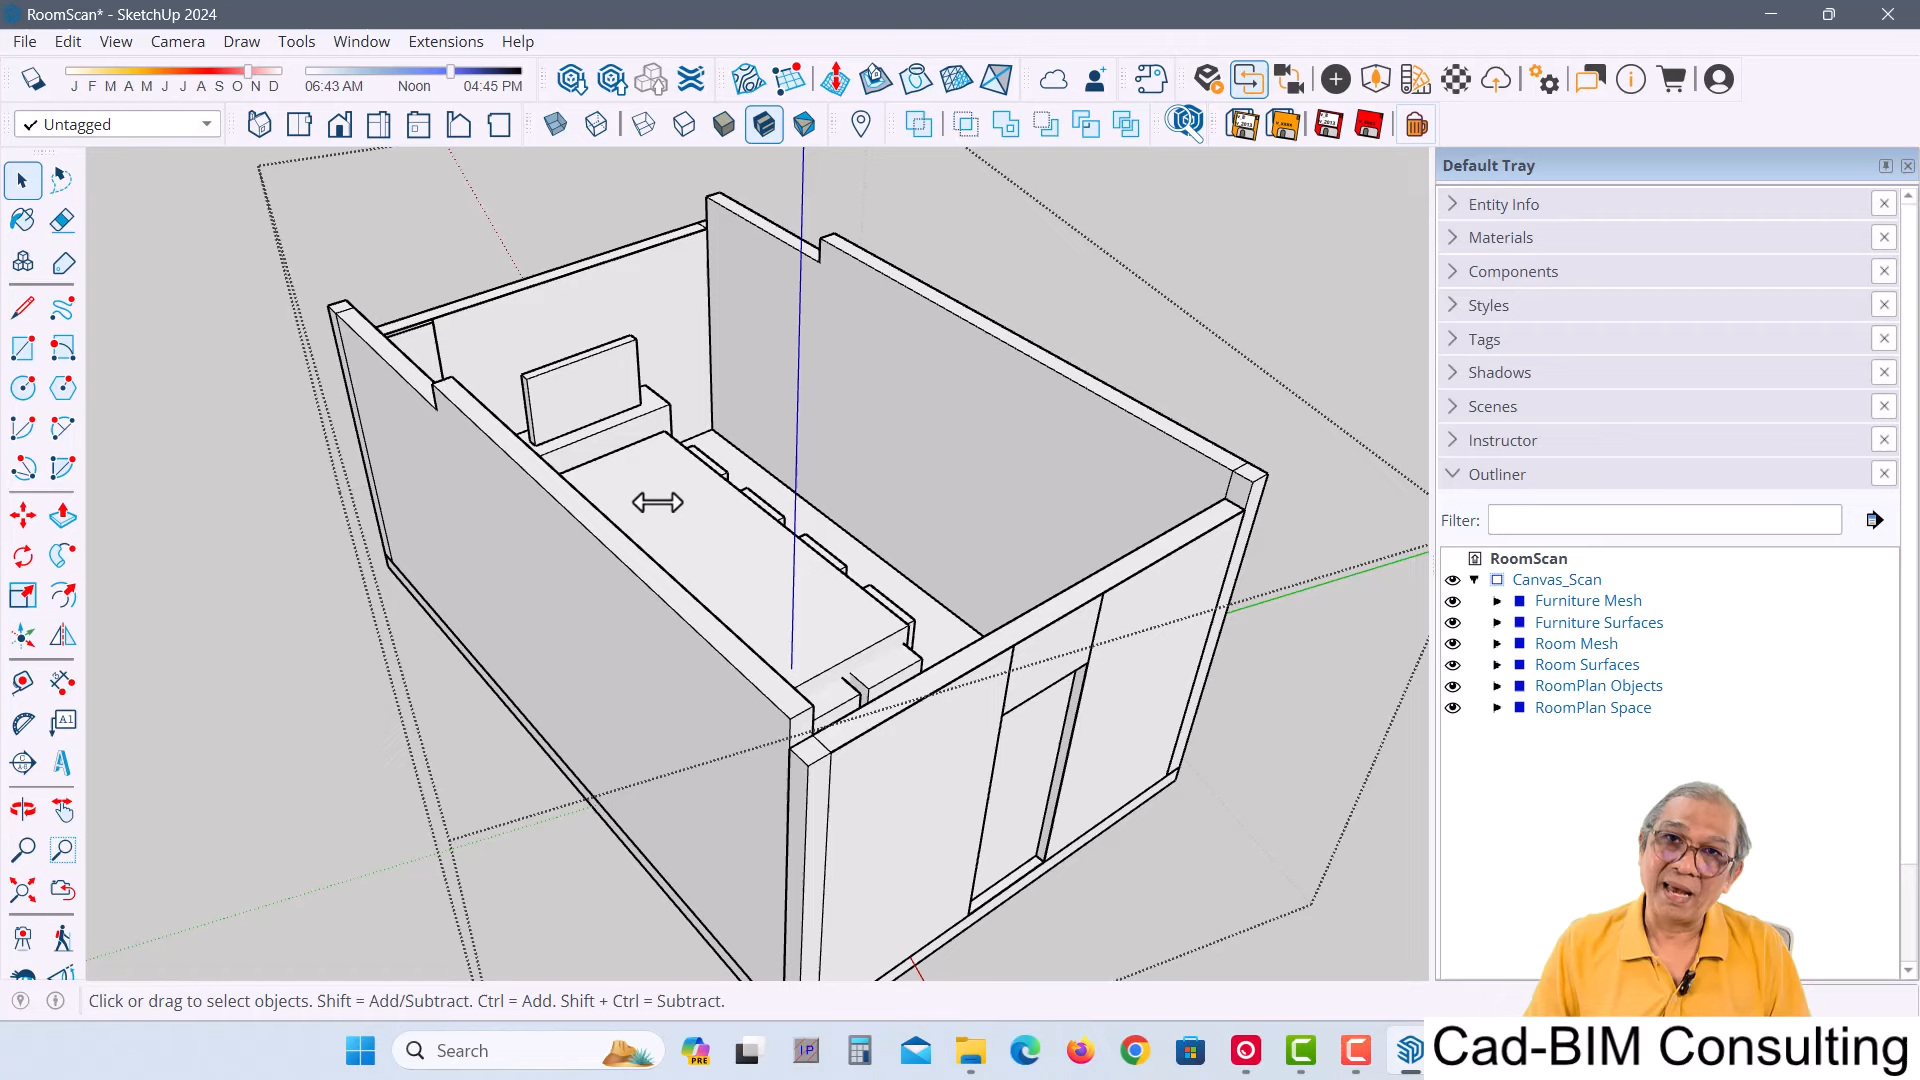 RoomScan* - SketchUp 2024
File Edit View Camera Draw Tools Window Extensions Help
J F M A M J J A S O N D
06:43 AM Noon 04:45 PM
Untagged
Default Tray
Entity Info
Materials
Components
Styles
Tags
Shadows
Scenes
Instructor
Outliner
Filter:
RoomScan
Canvas_Scan
Furniture Mesh
Furniture Surfaces
Room Mesh
Room Surfaces
RoomPlan Objects
RoomPlan Space
A1
Click or drag to select objects. Shift = Add/Subtract. Ctrl = Add. Shift + Ctrl = Subtract.
Search
PRE
IP
Cad-BIM Consulting